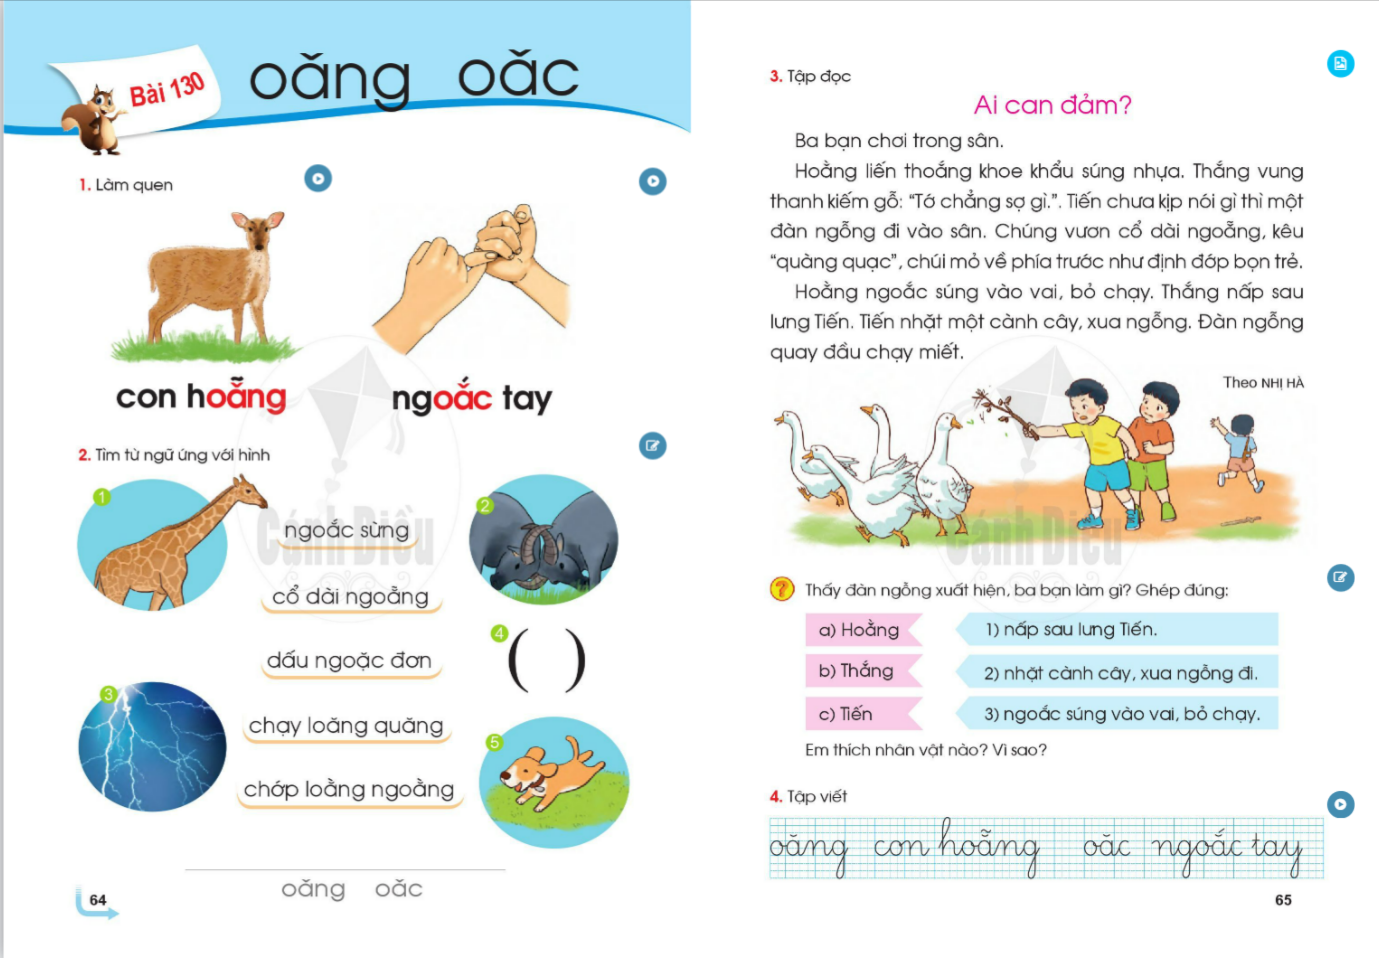 Bài 130
oăng oăc
1. Làm quen
con hoẵng
ngoắc tay
2. Tìm từ ngữ ứng với hình
1
2
ngoắc sừng
cổ dài ngoẵng
4
( )
dấu ngoặc đơn
3
chạy loăng quăng
5
chớp loằng ngoằng
oăng oăc
64
3. Tập đọc
Ai can đảm?
Ba bạn chơi trong sân.
Hoằng liến thoắng khoe khẩu súng nhựa. Thắng vung
thanh kiếm gỗ: “Tớ chẳng sợ gì.”. Tiến chưa kịp nói gì thì một
đàn ngỗng đi vào sân. Chúng vươn cổ dài ngoẵng, kêu
“quàng quạc”, chúi mỏ về phía trước như định đớp bọn trẻ.
Hoằng ngoắc súng vào vai, bỏ chạy. Thắng nấp sau
lưng Tiến. Tiến nhặt một cành cây, xua ngỗng. Đàn ngỗng
quay đầu chạy miết.
Theo NHỊ HÀ
Cánh Diều
Cánh Diều
? Thấy đàn ngỗng xuất hiện, ba bạn làm gì? Ghép đúng:
a) Hoằng 1) nấp sau lưng Tiến.
b) Thắng 2) nhặt cành cây, xua ngỗng đi.
c) Tiến 3) ngoắc súng vào vai, bỏ chạy.
Em thích nhân vật nào? Vì sao?
4. Tập viết
oăng con hoẵng oăc ngoắc tay
65